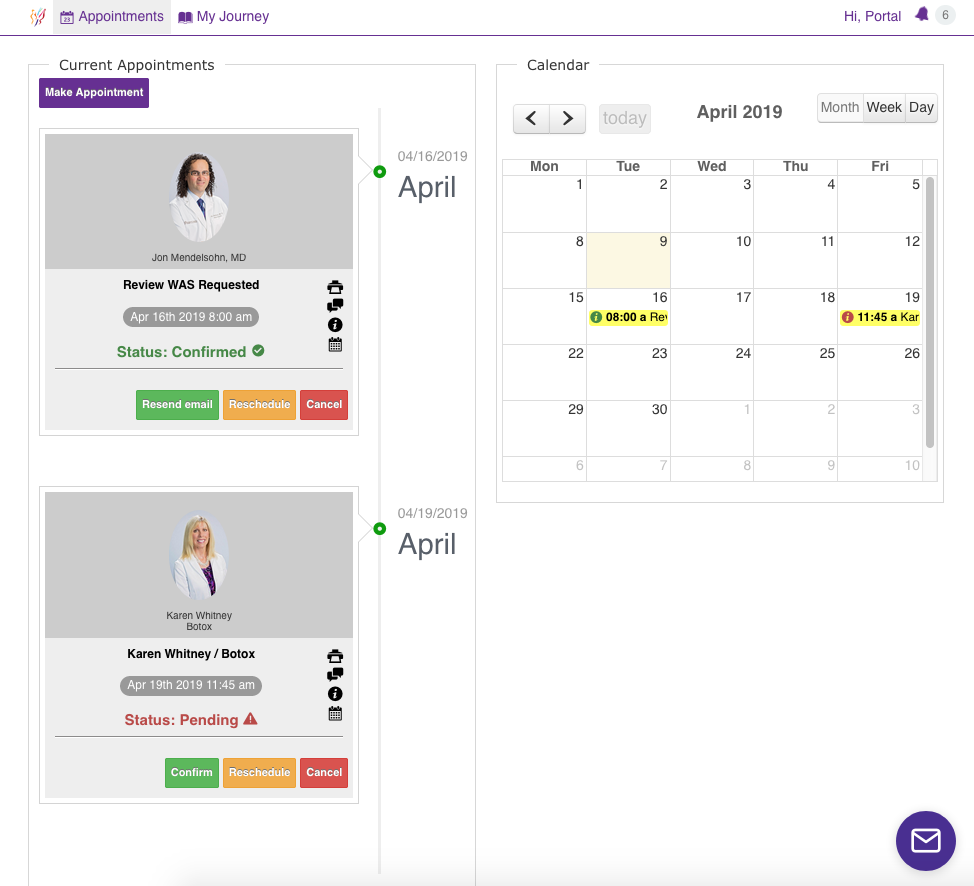 23 Appointments My Journey Hi, Portal 6
Current Appointments
Make Appointment
04/16/2019
April
Jon Mendelsohn, MD
Review WAS Requested
Apr 16th 2019 8:00 am
Status: Confirmed
Resend email Reschedule Cancel
04/19/2019
April
Karen Whitney
Botox
Karen Whitney / Botox
Apr 19th 2019 11:45 am
Status: Pending
Confirm Reschedule Cancel
Calendar
today April 2019 Month Week Day
Mon Tue Wed Thu Fri
1 2 3 4 5
8 9 10 11 12
15 16 17 18 19
08:00 a Rev 11:45 a Kar
22 23 24 25 26
29 30 1 2 3
6 7 8 9 10